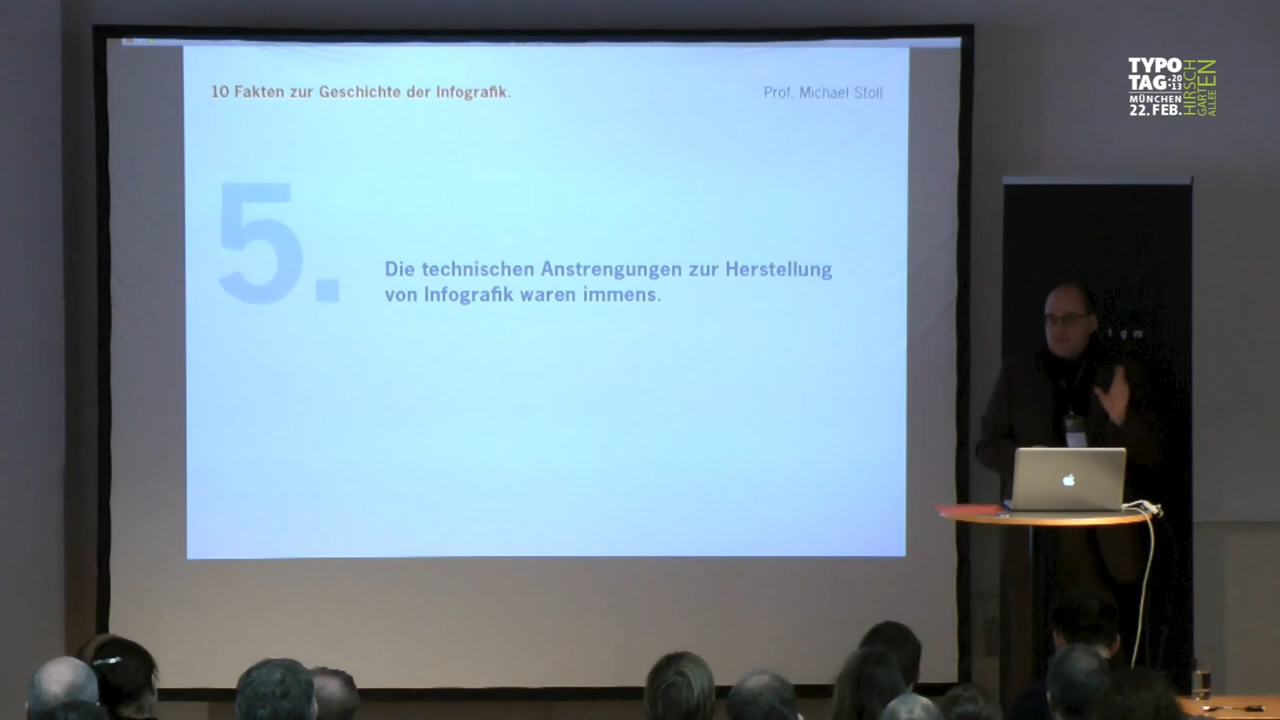 10 Fakten zur Geschichte der Infografik.
Prof. Michael Stoll
5.
Die technischen Anstrengungen zur Herstellung
von Infografik waren immens.
TYPO
TAG·20
·13
MÜNCHEN
22. FEB.
HIRSCH
GARTEN
ALLEE
tgm